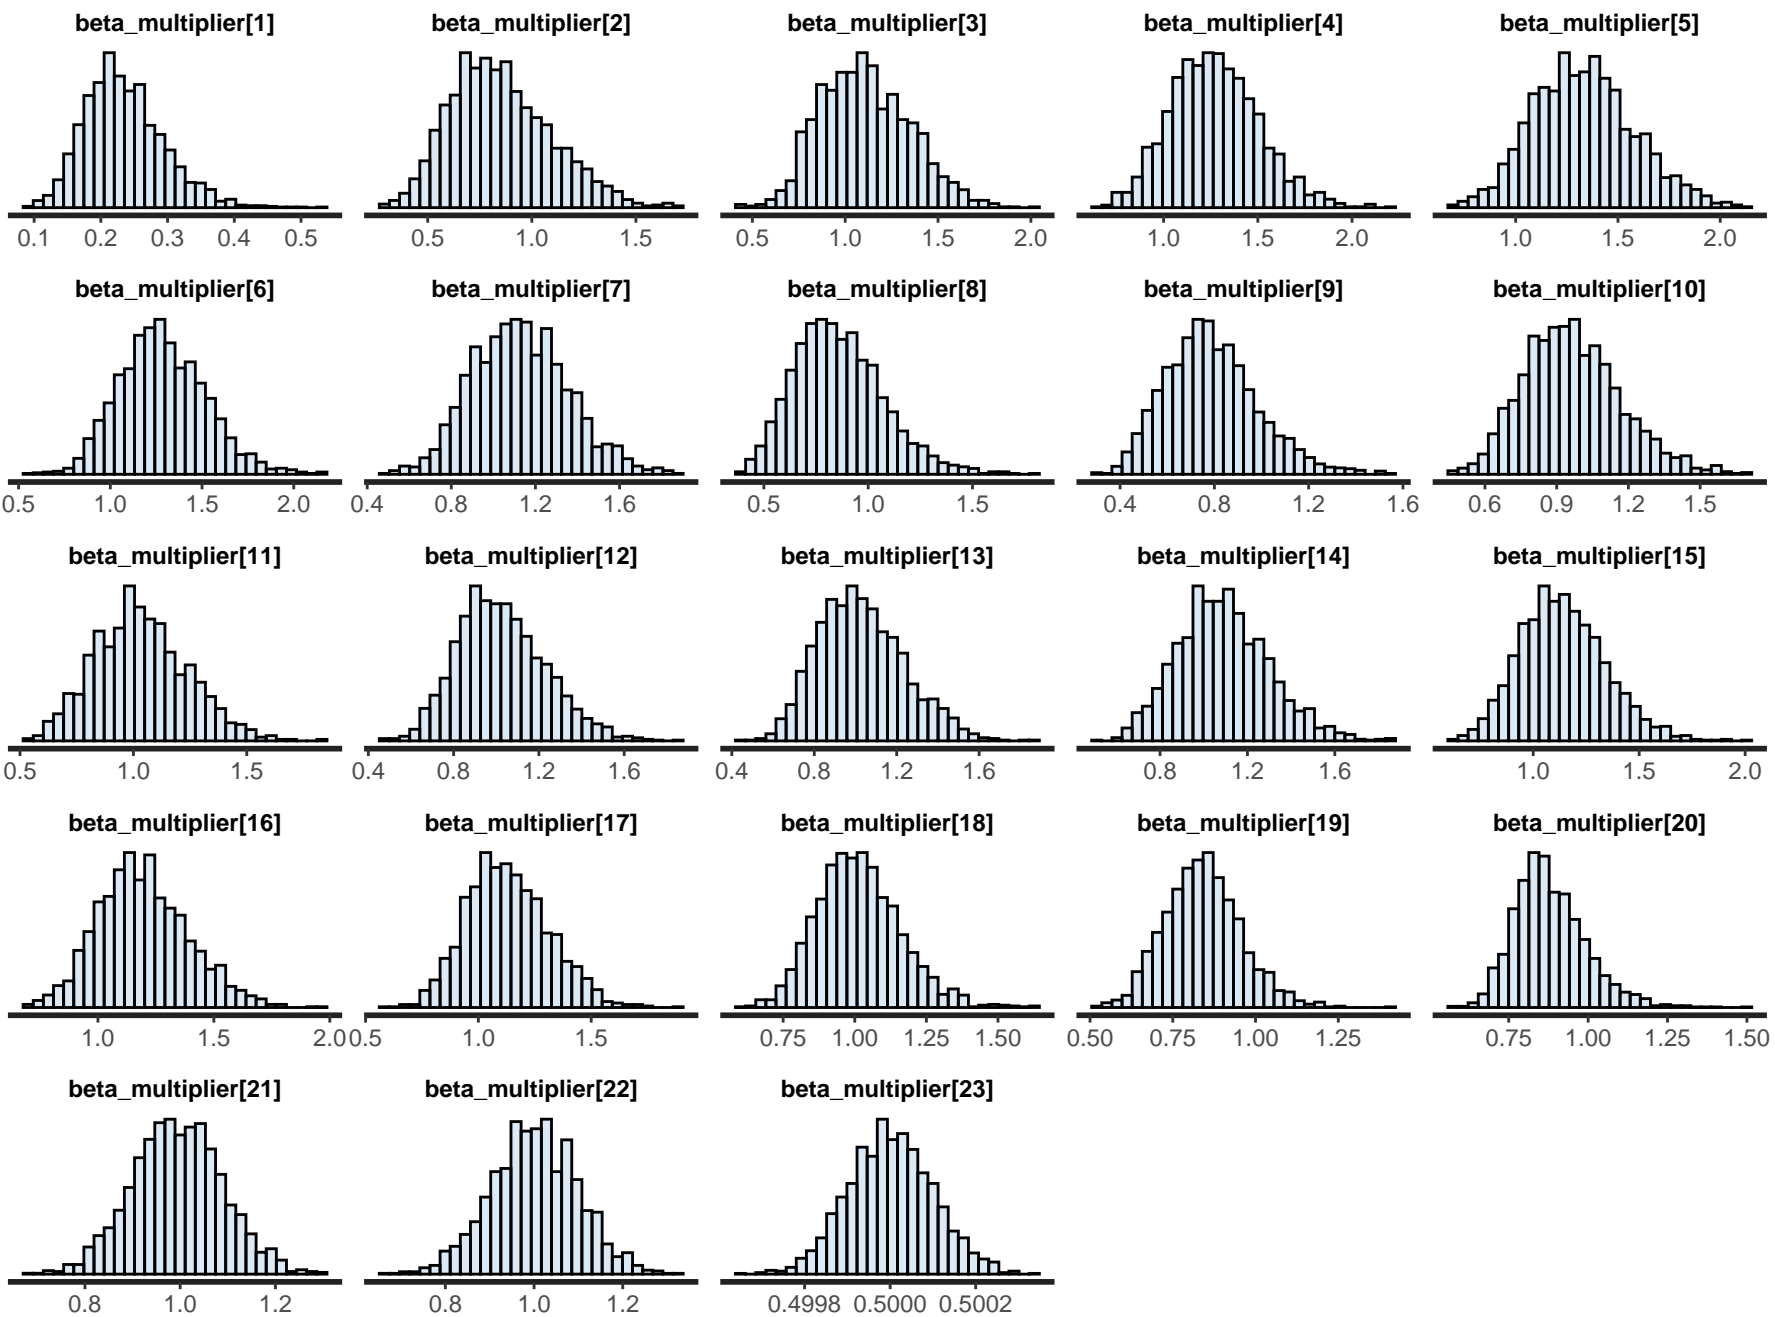 beta_multiplier[1] beta_multiplier[2] beta_multiplier[3] beta_multiplier[4] beta_multiplier[5]
0.1 0.2 0.3 0.4 0.5 0.5 1.0 1.5 0.5 1.0 1.5 2.0 1.0 1.5 2.0 1.0 1.5 2.0
beta_multiplier[6] beta_multiplier[7] beta_multiplier[8] beta_multiplier[9] beta_multiplier[10]
0.5 1.0 1.5 2.0 0.4 0.8 1.2 1.6 0.5 1.0 1.5 0.4 0.8 1.2 1.6 0.6 0.9 1.2 1.5
beta_multiplier[11] beta_multiplier[12] beta_multiplier[13] beta_multiplier[14] beta_multiplier[15]
0.5 1.0 1.5 0.4 0.8 1.2 1.6 0.4 0.8 1.2 1.6 0.8 1.2 1.6 1.0 1.5 2.0
beta_multiplier[16] beta_multiplier[17] beta_multiplier[18] beta_multiplier[19] beta_multiplier[20]
1.0 1.5 2.0 0.5 1.0 1.5 0.75 1.00 1.25 1.50 0.50 0.75 1.00 1.25 0.75 1.00 1.25 1.50
beta_multiplier[21] beta_multiplier[22] beta_multiplier[23]
0.8 1.0 1.2 0.8 1.0 1.2 0.4998 0.5000 0.5002